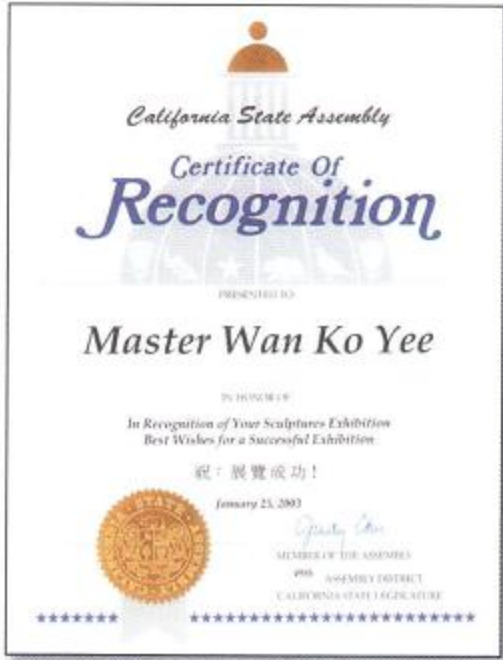 California State Assembly
Certificate Of
Recognition
PRESENTED TO
Master Wan Ko Yee
IN HONOR OF
In Recognition of Your Sculptures Exhibition
Best Wishes for a Successful Exhibition
祝：展覽成功！
January 25, 2003
MEMBER OF THE ASSEMBLY
49th ASSEMBLY DISTRICT
CALIFORNIA STATE LEGISLATURE